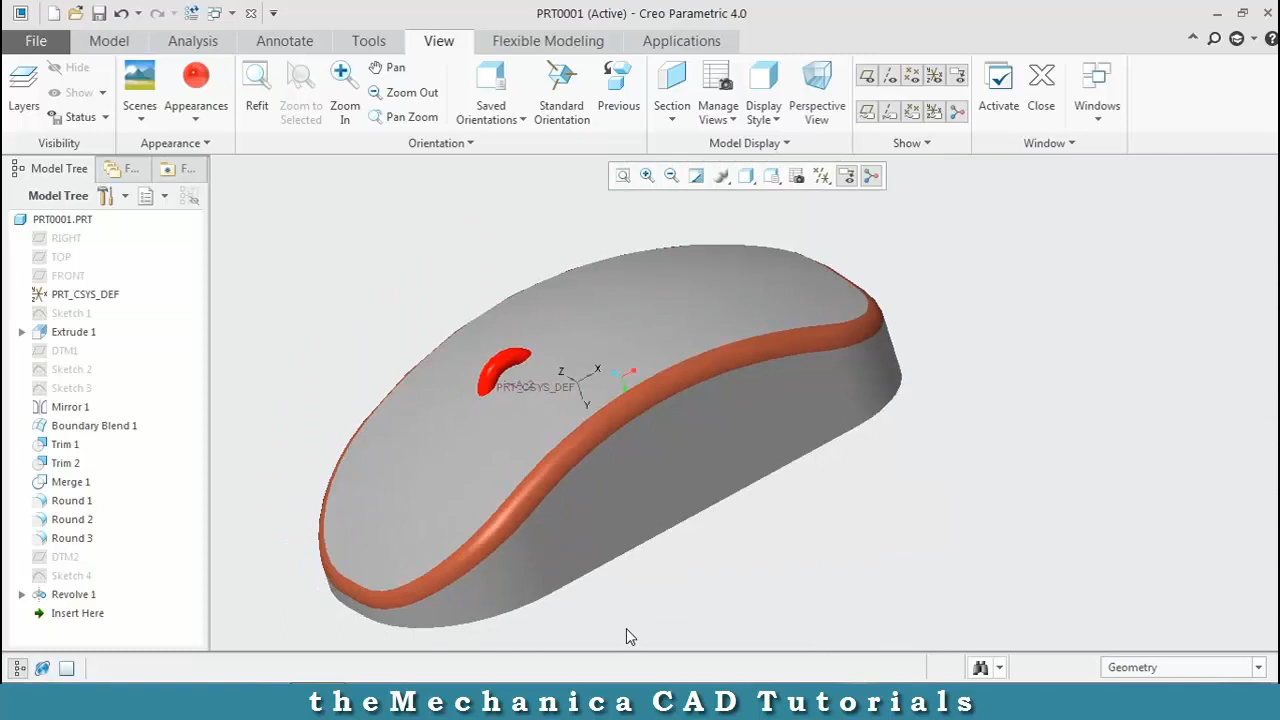 PRT0001 (Active) - Creo Parametric 4.0
File Model Analysis Annotate Tools View Flexible Modeling Applications
Layers
Hide
Show
Status
Scenes
Appearances
Refit
Zoom to Selected
Zoom In
Pan
Zoom Out
Pan Zoom
Saved Orientations
Standard Orientation
Previous
Section
Manage Views
Display Style
Perspective View
Activate
Close
Windows
Visibility Appearance Orientation Model Display Show Window
Model Tree F... F...
Model Tree
PRT0001.PRT
RIGHT
TOP
FRONT
PRT_CSYS_DEF
Sketch 1
Extrude 1
DTM1
Sketch 2
Sketch 3
Mirror 1
Boundary Blend 1
Trim 1
Trim 2
Merge 1
Round 1
Round 2
Round 3
DTM2
Sketch 4
Revolve 1
Insert Here
Z X
PRT_CSYS_DEF
Y
Geometry
theMechanica CAD Tutorials